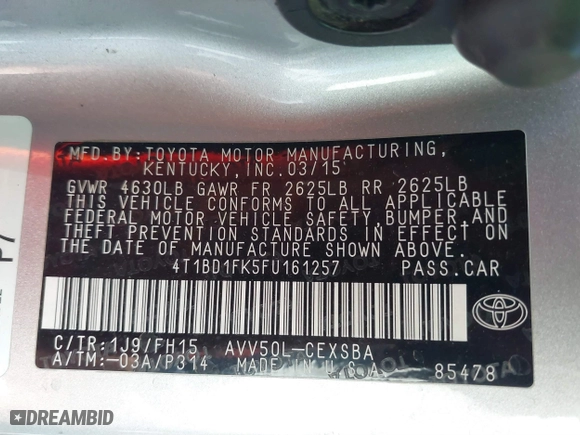 MFD.BY:TOYOTA MOTOR MANUFACTURING,
KENTUCKY,INC.03/15
GVWR 4630LB GAWR FR 2625LB RR 2625LB
THIS VEHICLE CONFORMS TO ALL APPLICABLE
FEDERAL MOTOR VEHICLE SAFETY,BUMPER,AND
THEFT PREVENTION STANDARDS IN EFFECT ON
THE DATE OF MANUFACTURE SHOWN ABOVE.
4T1BD1FK5FU161257 PASS.CAR
C/TR:1J9/FH15 AVV50L-CEXSBA
A/TM:-03A/P314 MADE IN U.S.A. 85478
DREAMBID